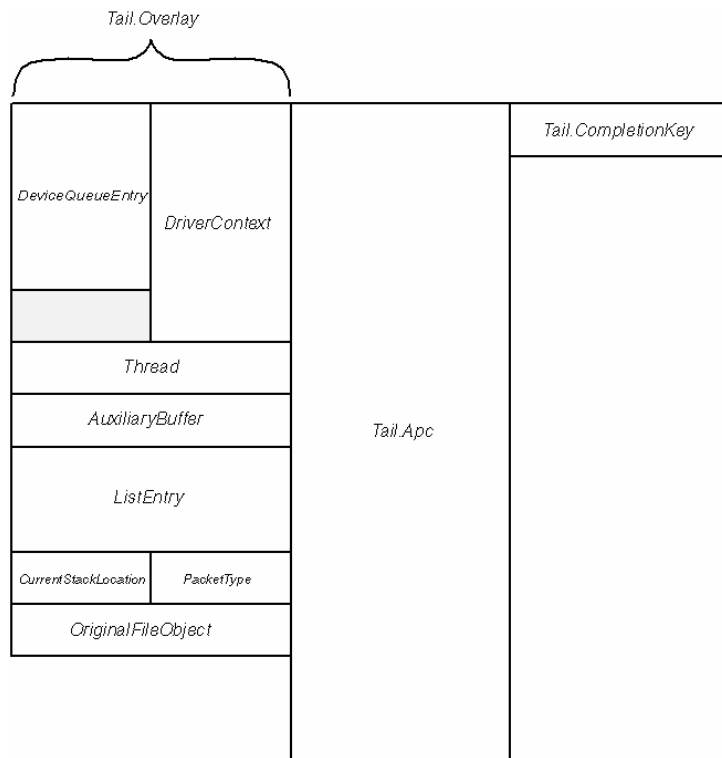 Tail.Overlay
Tail.CompletionKey
DeviceQueueEntry
DriverContext
Thread
AuxiliaryBuffer
Tail.Apc
ListEntry
CurrentStackLocation
PacketType
OriginalFileObject